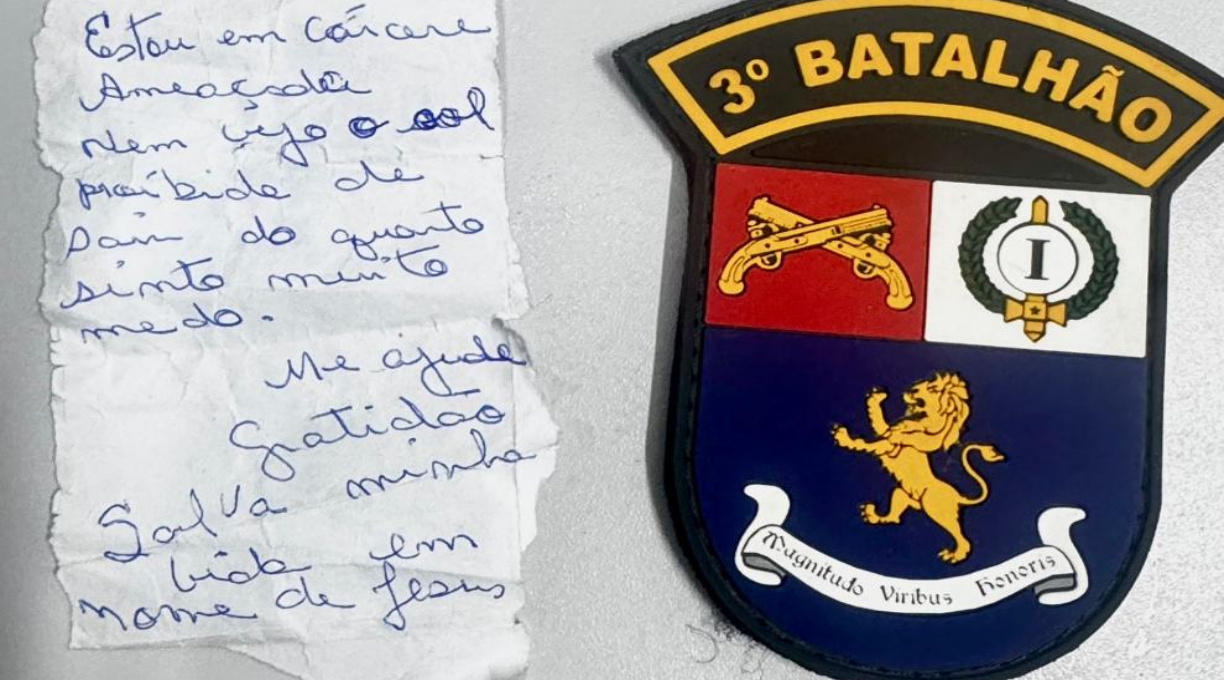 Estou em cárcere
Ameaçada
Nem vejo o sol
proibida de
sair do quarto
sinto muito
medo.
Me ajude
Gratidão
Salva minha
vida em
nome de Jesus
3º BATALHÃO
I
Magnitudo Viribus Honoris